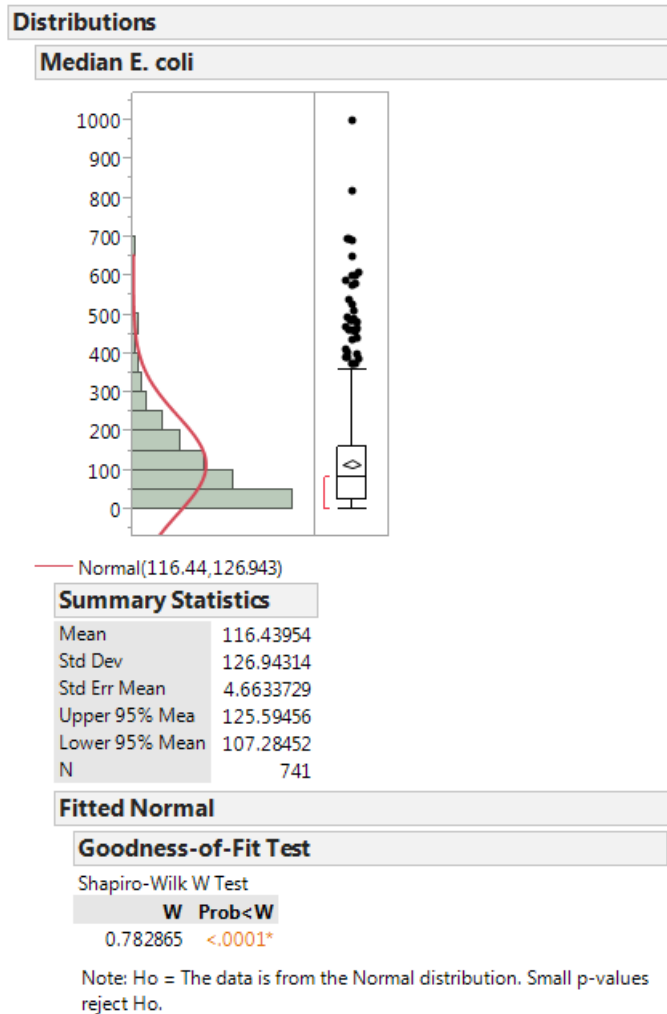 Distributions
Median E. coli
1000
900
800
700
600
500
400
300
200
100
0
Normal(116.44,126.943)
Summary Statistics
Mean 116.43954
Std Dev 126.94314
Std Err Mean 4.6633729
Upper 95% Mea 125.59456
Lower 95% Mean 107.28452
N 741
Fitted Normal
Goodness-of-Fit Test
Shapiro-Wilk W Test
W Prob<W
0.782865 <.0001*
Note: Ho = The data is from the Normal distribution. Small p-values
reject Ho.